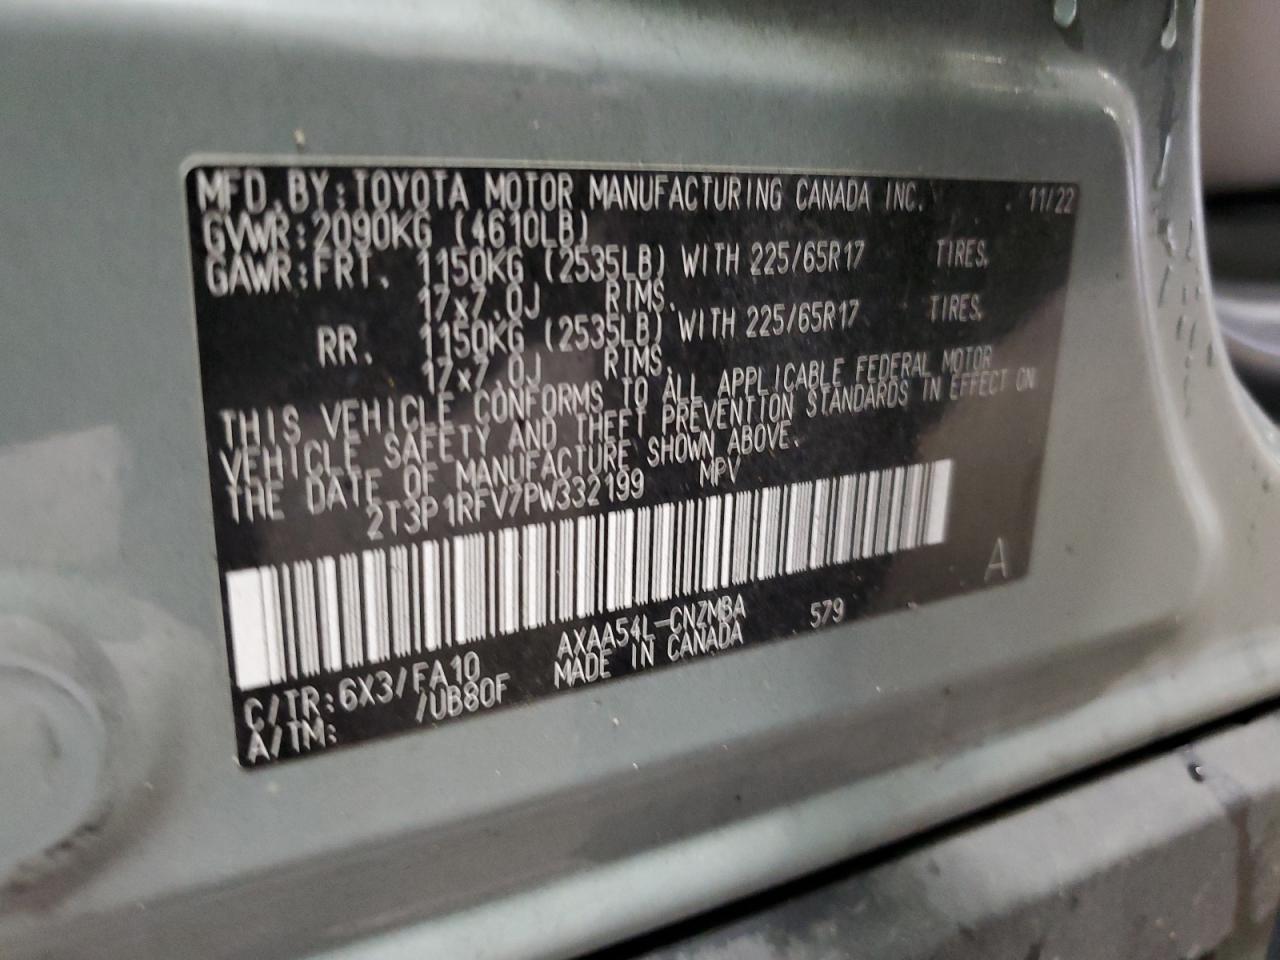 MFD. BY: TOYOTA MOTOR MANUFACTURING CANADA INC. 11/22
GVWR: 2090KG (4610LB)
GAWR: FRT. 1150KG (2535LB) WITH 225/65R17 TIRES,
17x7.0J RIMS.
RR. 1150KG (2535LB) WITH 225/65R17 TIRES,
17x7.0J RIMS.
THIS VEHICLE CONFORMS TO ALL APPLICABLE FEDERAL MOTOR
VEHICLE SAFETY AND THEFT PREVENTION STANDARDS IN EFFECT ON
THE DATE OF MANUFACTURE SHOWN ABOVE.
2T3P1RFV7PW332199 MPV
A
AXAA54L-CNZMBA 579
C/TR: 6X3/FA10 MADE IN CANADA
A/TM: /UB80F